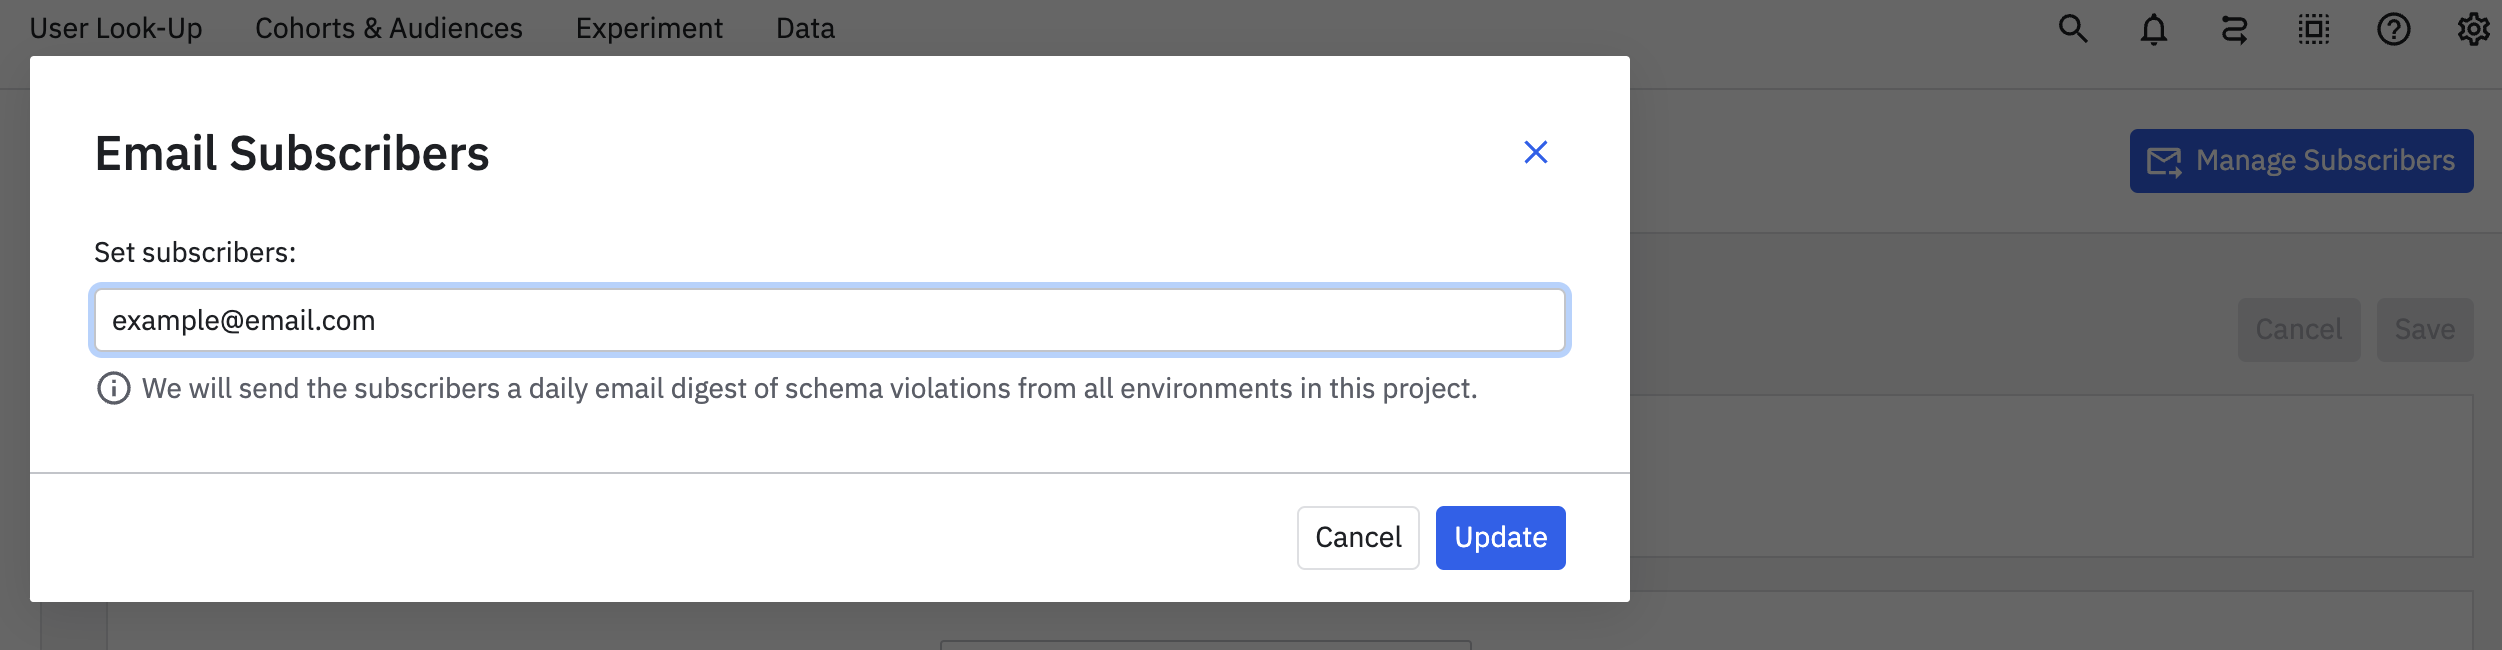 User Look-Up Cohorts & Audiences Experiment Data
Email Subscribers
Manage Subscribers
Set subscribers:
example@email.com
Cancel Save
We will send the subscribers a daily email digest of schema violations from all environments in this project.
Cancel Update